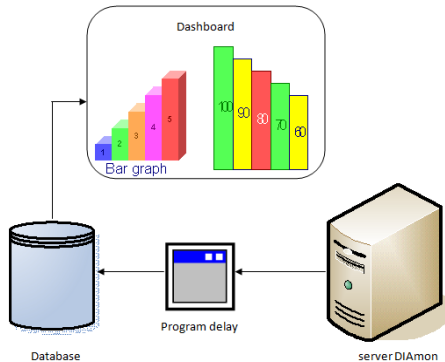 Dashboard
1 2 3 4 5
Bar graph
100 90 80 70 60
Database
Program delay
server DIAmon